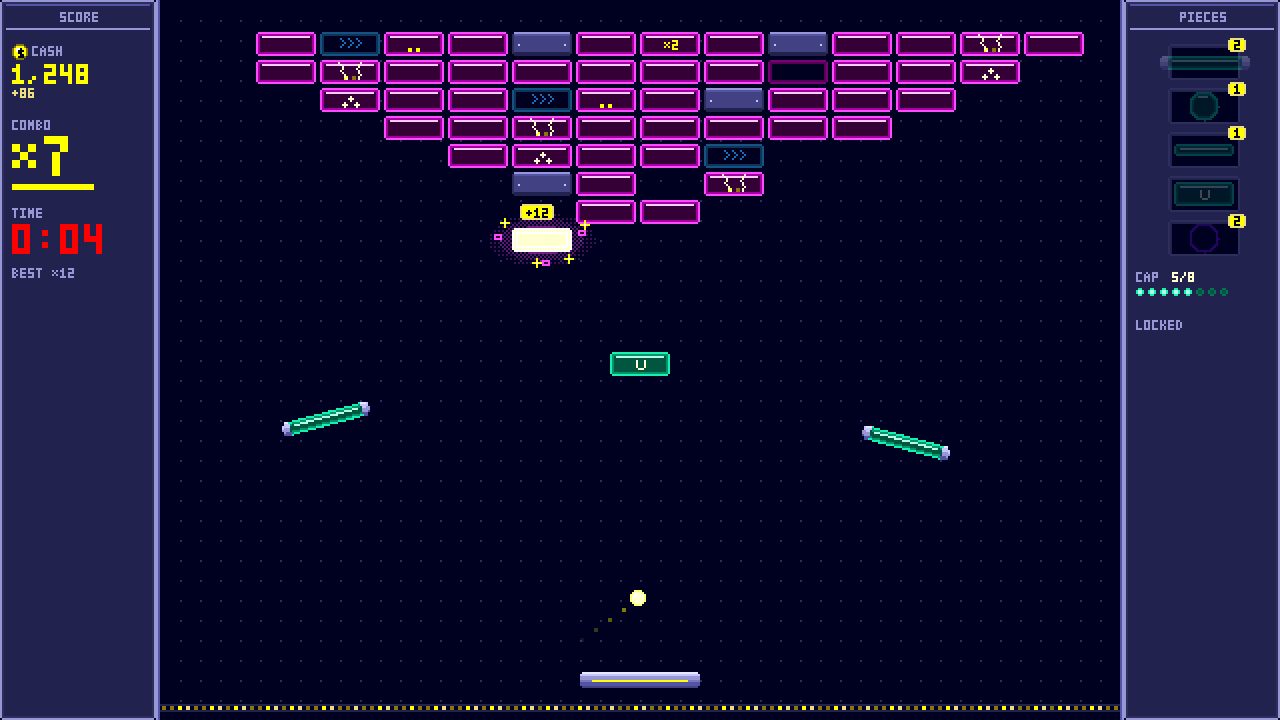 SCORE
CASH
1,248
+86
COMBO
×7
TIME
0:04
BEST ×12
>>>
×2
>>>
>>>
+12
U
PIECES
2
1
1
U
2
CAP 5/8
LOCKED